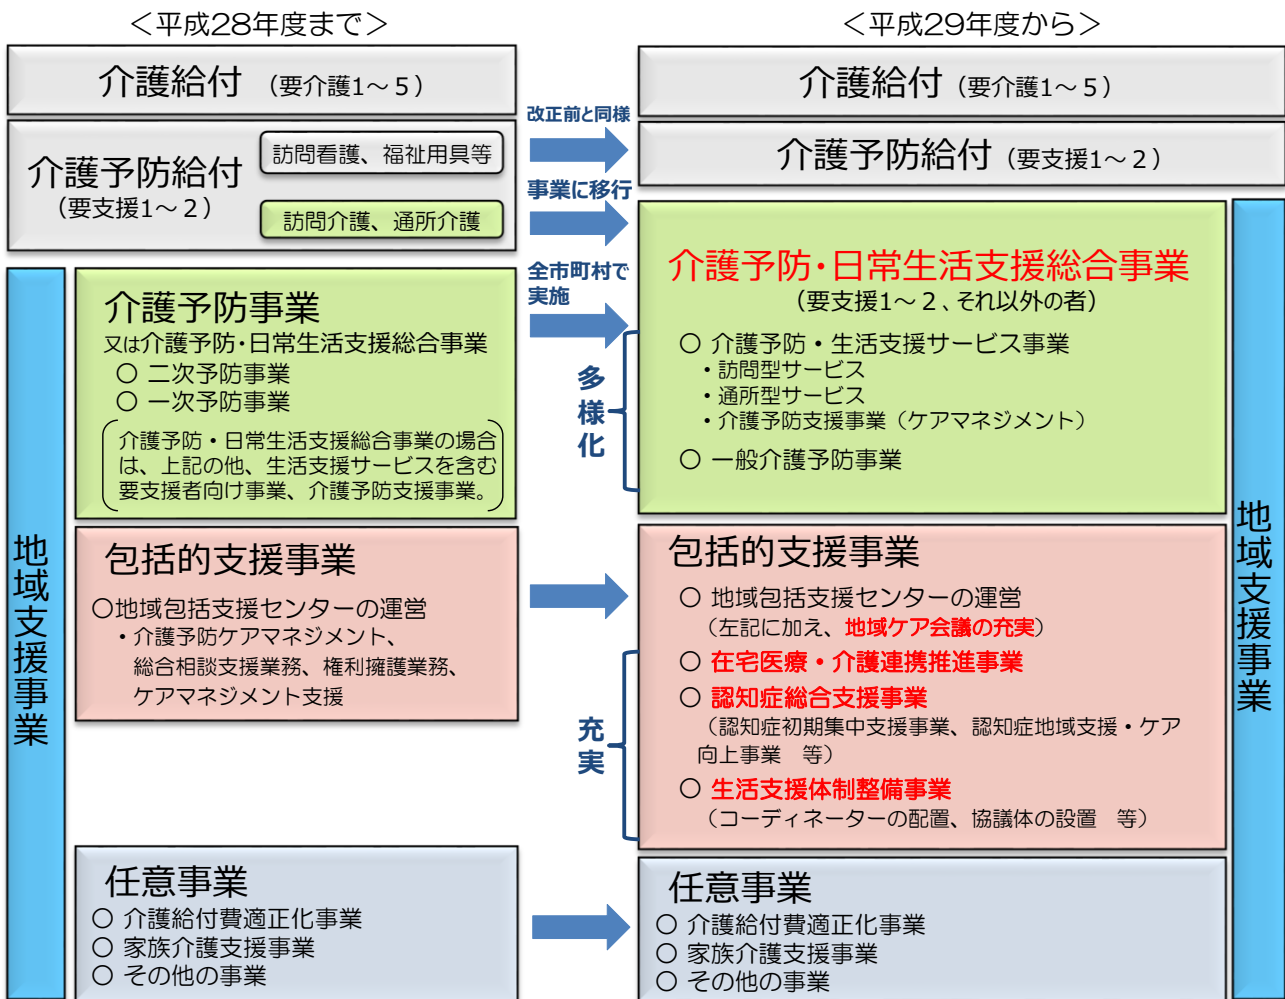 ＜平成28年度まで＞
介護給付 （要介護1～５）
介護予防給付
（要支援1～２）
訪問看護、福祉用具等
訪問介護、通所介護
地域支援事業
介護予防事業
又は介護予防・日常生活支援総合事業
○ 二次予防事業
○ 一次予防事業
介護予防・日常生活支援総合事業の場合
は、上記の他、生活支援サービスを含む
要支援者向け事業、介護予防支援事業。
包括的支援事業
○地域包括支援センターの運営
・介護予防ケアマネジメント、
総合相談支援業務、権利擁護業務、
ケアマネジメント支援
任意事業
○ 介護給付費適正化事業
○ 家族介護支援事業
○ その他の事業
改正前と同様
事業に移行
全市町村で
実施
多様化
充実
＜平成29年度から＞
介護給付 （要介護1～５）
介護予防給付 （要支援1～２）
介護予防・日常生活支援総合事業
（要支援1～２、それ以外の者）
○ 介護予防・生活支援サービス事業
・訪問型サービス
・通所型サービス
・介護予防支援事業（ケアマネジメント）
○ 一般介護予防事業
包括的支援事業
○ 地域包括支援センターの運営
（左記に加え、地域ケア会議の充実）
○ 在宅医療・介護連携推進事業
○ 認知症総合支援事業
（認知症初期集中支援事業、認知症地域支援・ケア
向上事業　等）
○ 生活支援体制整備事業
（コーディネーターの配置、協議体の設置　等）
任意事業
○ 介護給付費適正化事業
○ 家族介護支援事業
○ その他の事業
地域支援事業